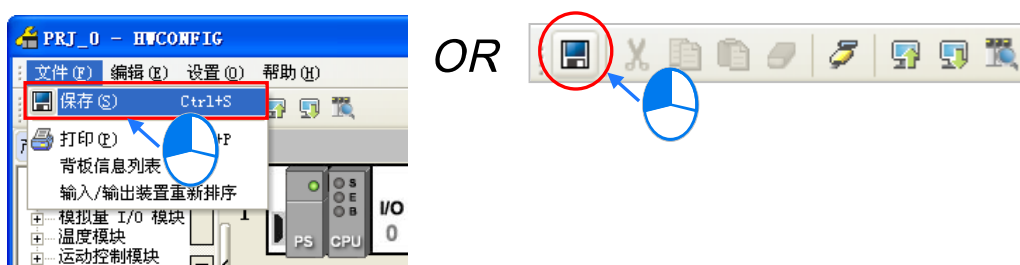 PRJ_0 - HWCONFIG
文件(F) 编辑(E) 设置(O) 帮助(H)
保存(S) Ctrl+S
打印(P) +P
背板信息列表
输入/输出装置重新排序
模拟量 I/O 模块
温度模块
运动控制模块
1
PS
CPU
S
E
B
I/O
0
OR